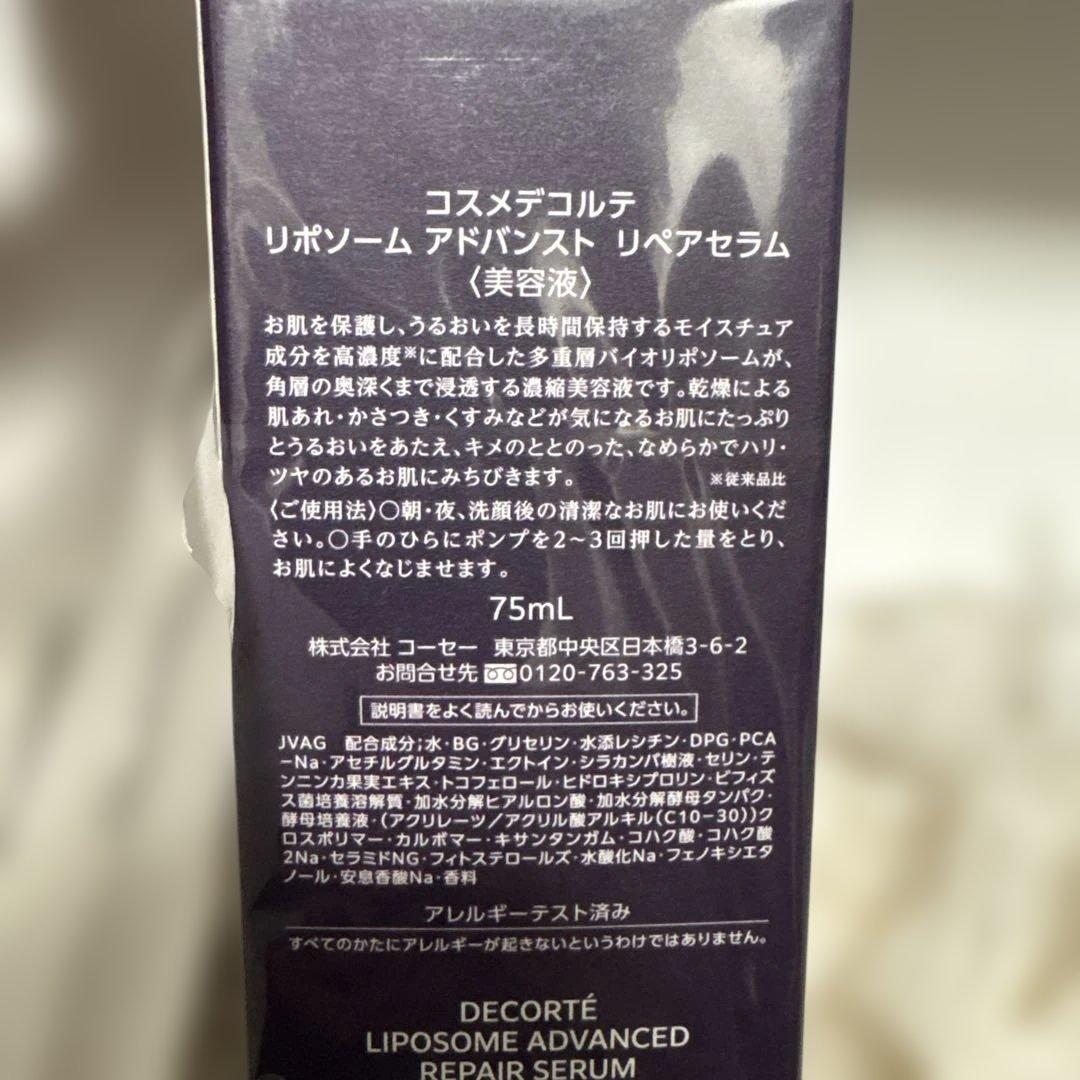 コスメデコルテ
リポソーム アドバンスト リペアセラム
〈美容液〉
お肌を保護し、うるおいを長時間保持するモイスチュア
成分を高濃度※に配合した多重層バイオリポソームが、
角層の奥深くまで浸透する濃縮美容液です。乾燥による
肌あれ・かさつき・くすみなどが気になるお肌にたっぷり
とうるおいをあたえ、キメのととのった、なめらかでハリ・
ツヤのあるお肌にみちびきます。 ※従来品比
〈ご使用法〉○朝・夜、洗顔後の清潔なお肌にお使いくだ
さい。○手のひらにポンプを2～3回押した量をとり、
お肌によくなじませます。
75mL
株式会社 コーセー 東京都中央区日本橋3-6-2
お問合せ先 0120-763-325
説明書をよく読んでからお使いください。
JVAG 配合成分；水・BG・グリセリン・水添レシチン・DPG・PCA
-Na・アセチルグルタミン・エクトイン・シラカンバ樹液・セリン・テ
ンニンカ果実エキス・トコフェロール・ヒドロキシプロリン・ビフィズ
ス菌培養溶解質・加水分解ヒアルロン酸・加水分解酵母タンパク・
酵母培養液・（アクリレーツ／アクリル酸アルキル（C10-30））ク
ロスポリマー・カルボマー・キサンタンガム・コハク酸・コハク酸
2Na・セラミドNG・フィトステロールズ・水酸化Na・フェノキシエタ
ノール・安息香酸Na・香料
アレルギーテスト済み
すべてのかたにアレルギーが起きないというわけではありません。
DECORTÉ
LIPOSOME ADVANCED
REPAIR SERUM